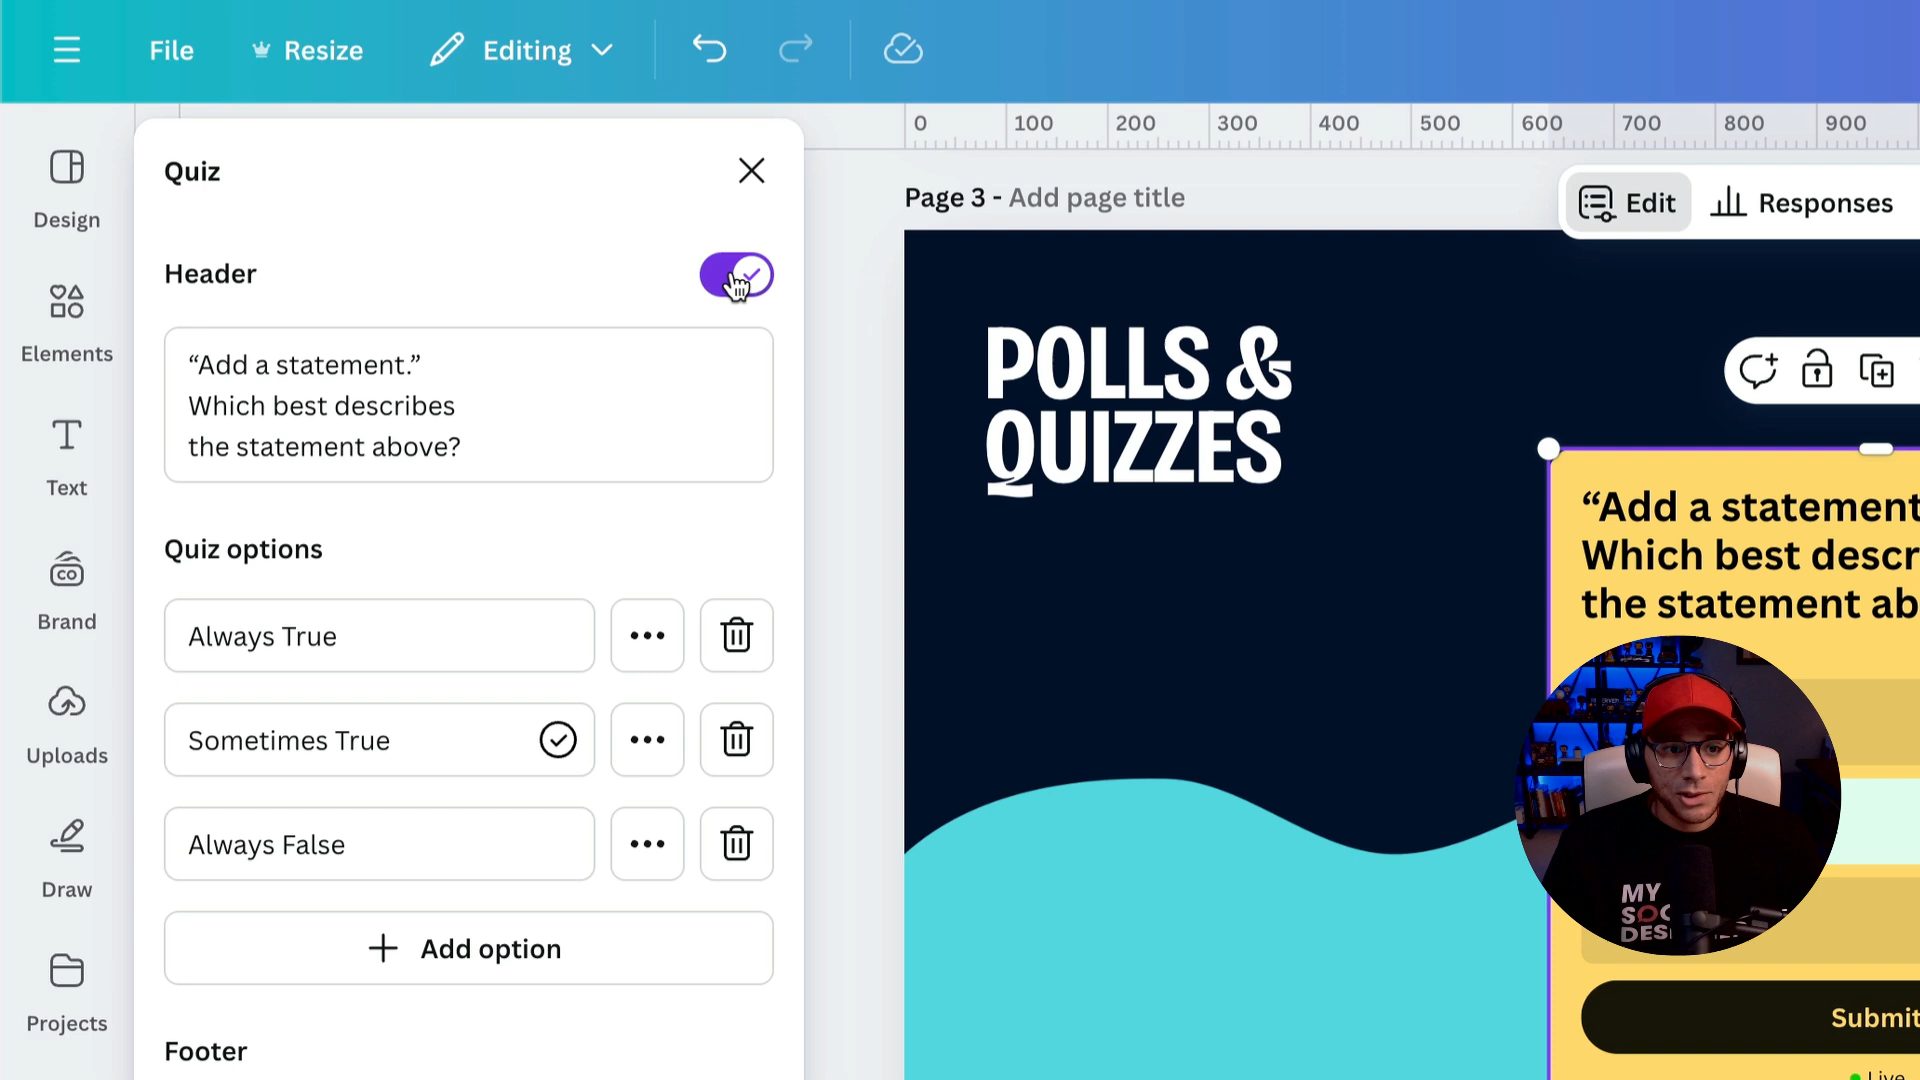 File
Resize
Editing
0 100 200 300 400 500 600 700 800 900
Design
Elements
Text
Brand
CO
Uploads
Draw
Projects
Quiz
Header
“Add a statement.”
Which best describes
the statement above?
Quiz options
Always True
Sometimes True
Always False
Add option
Footer
Page 3 - Add page title
Edit
Responses
POLLS &
QUIZZES
“Add a statement
Which best descr
the statement ab
MY
SOC
DES
Submit
Live